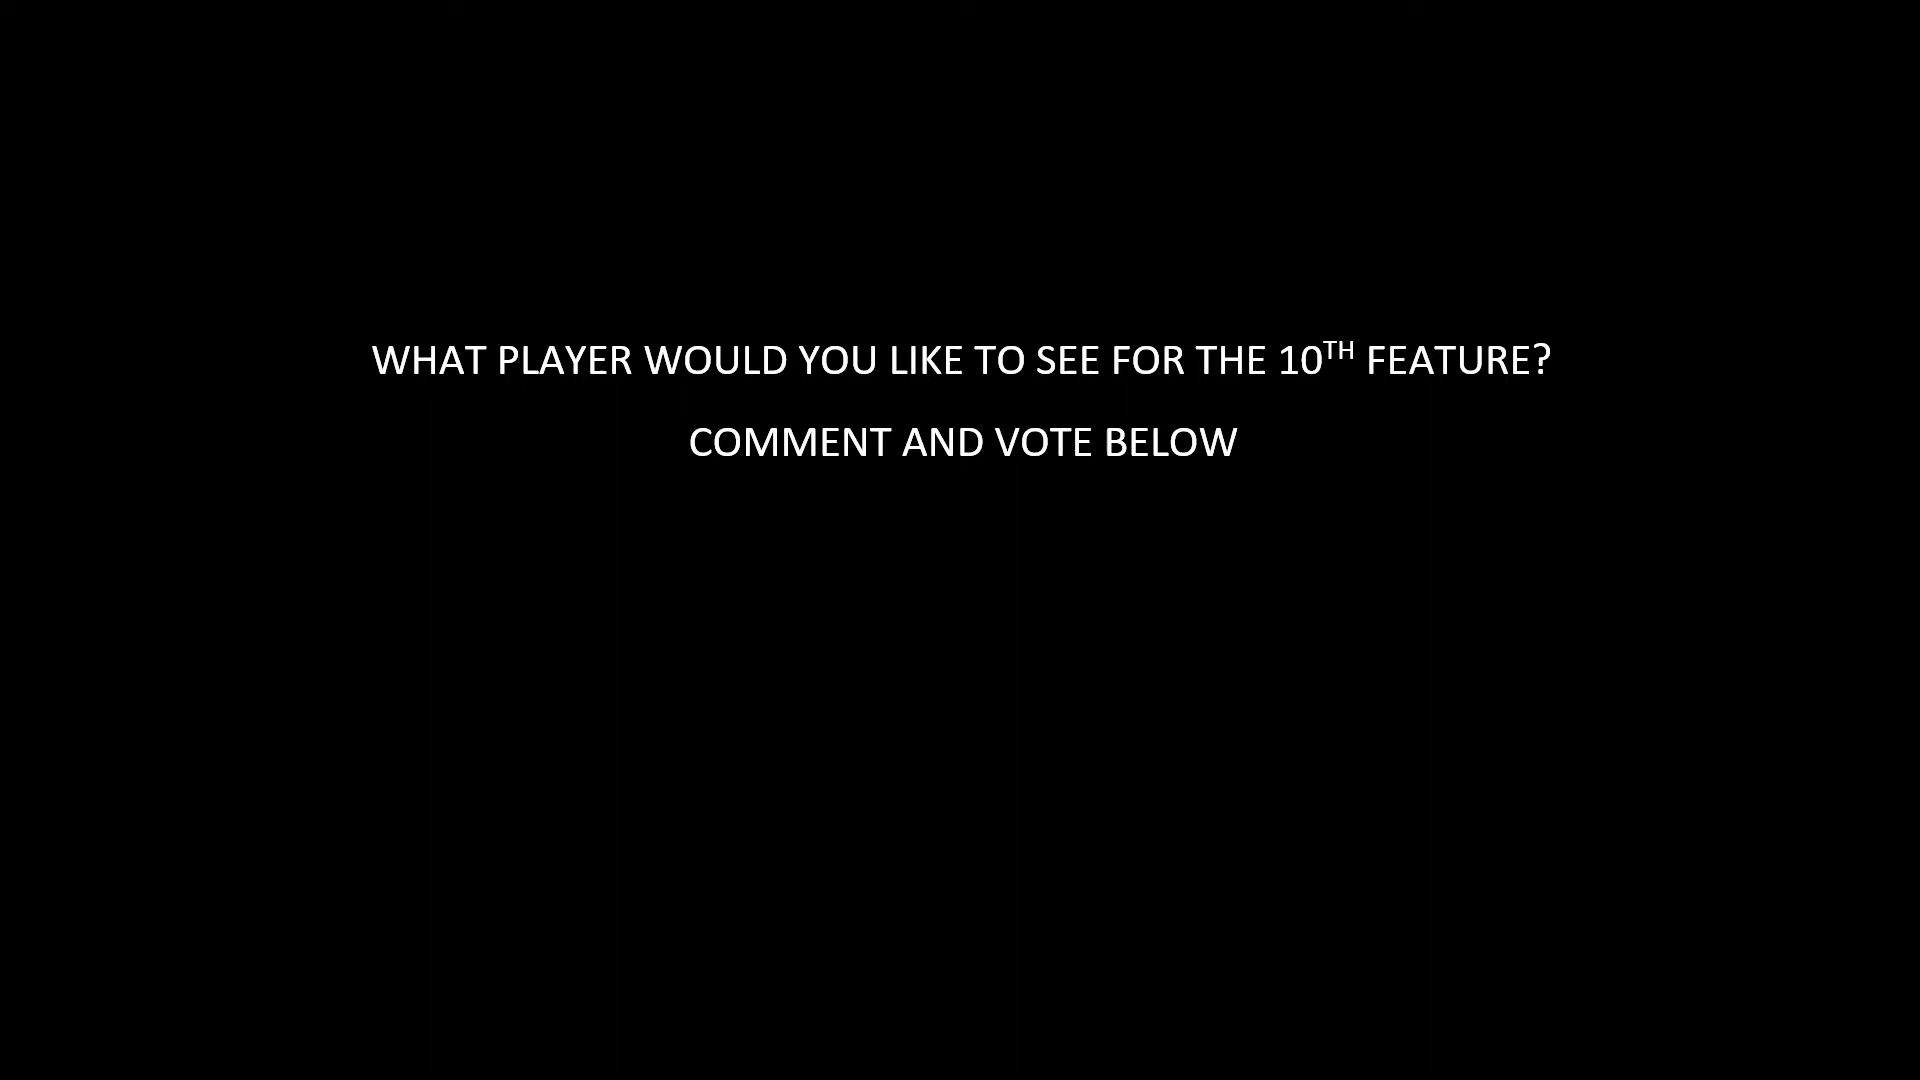 WHAT PLAYER WOULD YOU LIKE TO SEE FOR THE 10TH FEATURE?
COMMENT AND VOTE BELOW